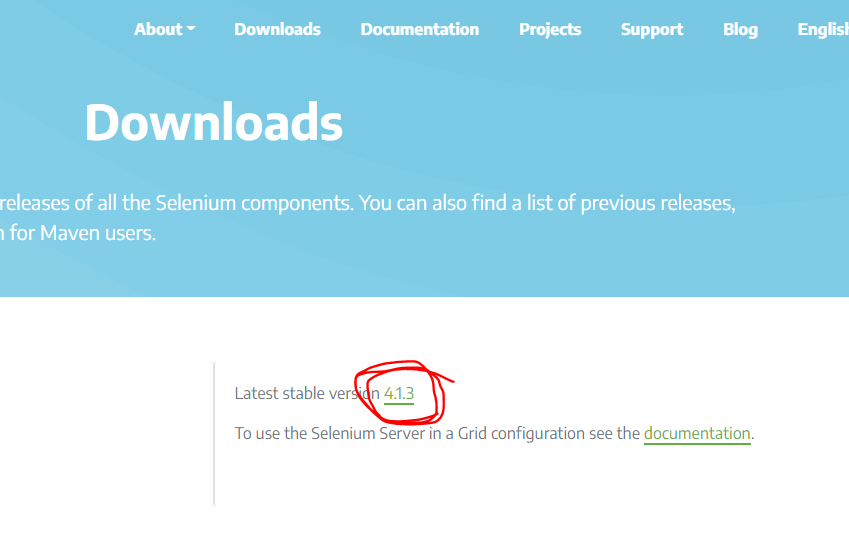 About Downloads Documentation Projects Support Blog English
Downloads
releases of all the Selenium components. You can also find a list of previous releases,
for Maven users.
Latest stable version 4.1.3
To use the Selenium Server in a Grid configuration see the documentation.